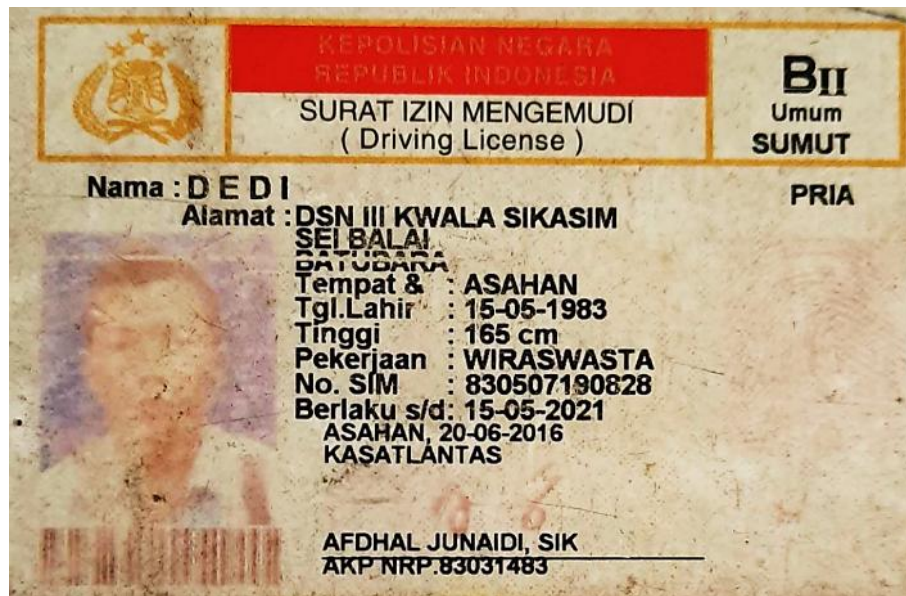 KEPOLISIAN NEGARA
REPUBLIK INDONESIA
SURAT IZIN MENGEMUDI
( Driving License )
BII
Umum
SUMUT
Nama : D E D I
PRIA
Alamat : DSN III KWALA SIKASIM
SEI BALAI
BATUBARA
Tempat & : ASAHAN
Tgl.Lahir : 15-05-1983
Tinggi : 165 cm
Pekerjaan : WIRASWASTA
No. SIM : 830507190828
Berlaku s/d : 15-05-2021
ASAHAN, 20-06-2016
KASATLANTAS
AFDHAL JUNAIDI, SIK
AKP NRP.83031483